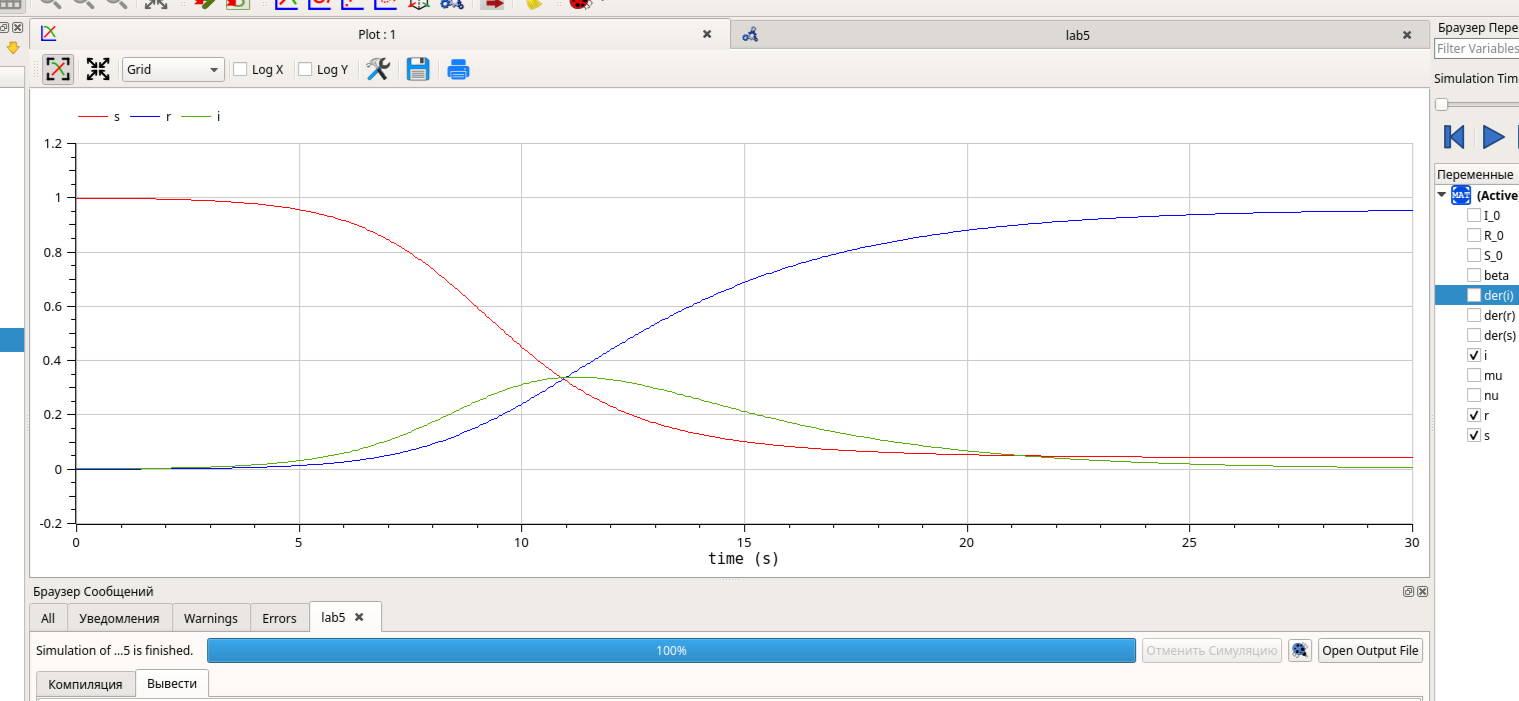 Plot : 1
lab5
Браузер Пере
Grid
Log X
Log Y
Filter Variables
Simulation Tim
s r i
1.2
1
0.8
0.6
0.4
0.2
0
-0.2
0 5 10 15 20 25 30
time (s)
Переменные
MAT (Active
I_0
R_0
S_0
beta
der(i)
der(r)
der(s)
i
mu
nu
r
s
Браузер Сообщений
All Уведомления Warnings Errors lab5
Simulation of ...5 is finished. 100% Отменить Симуляцию Open Output File
Компиляция Вывести